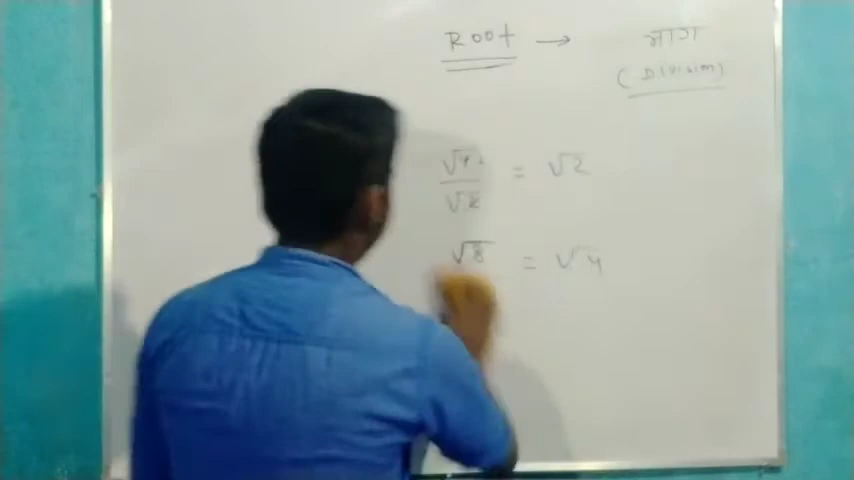 Root → भाग
(Division)
√4 = √2
√2
√8 = √4